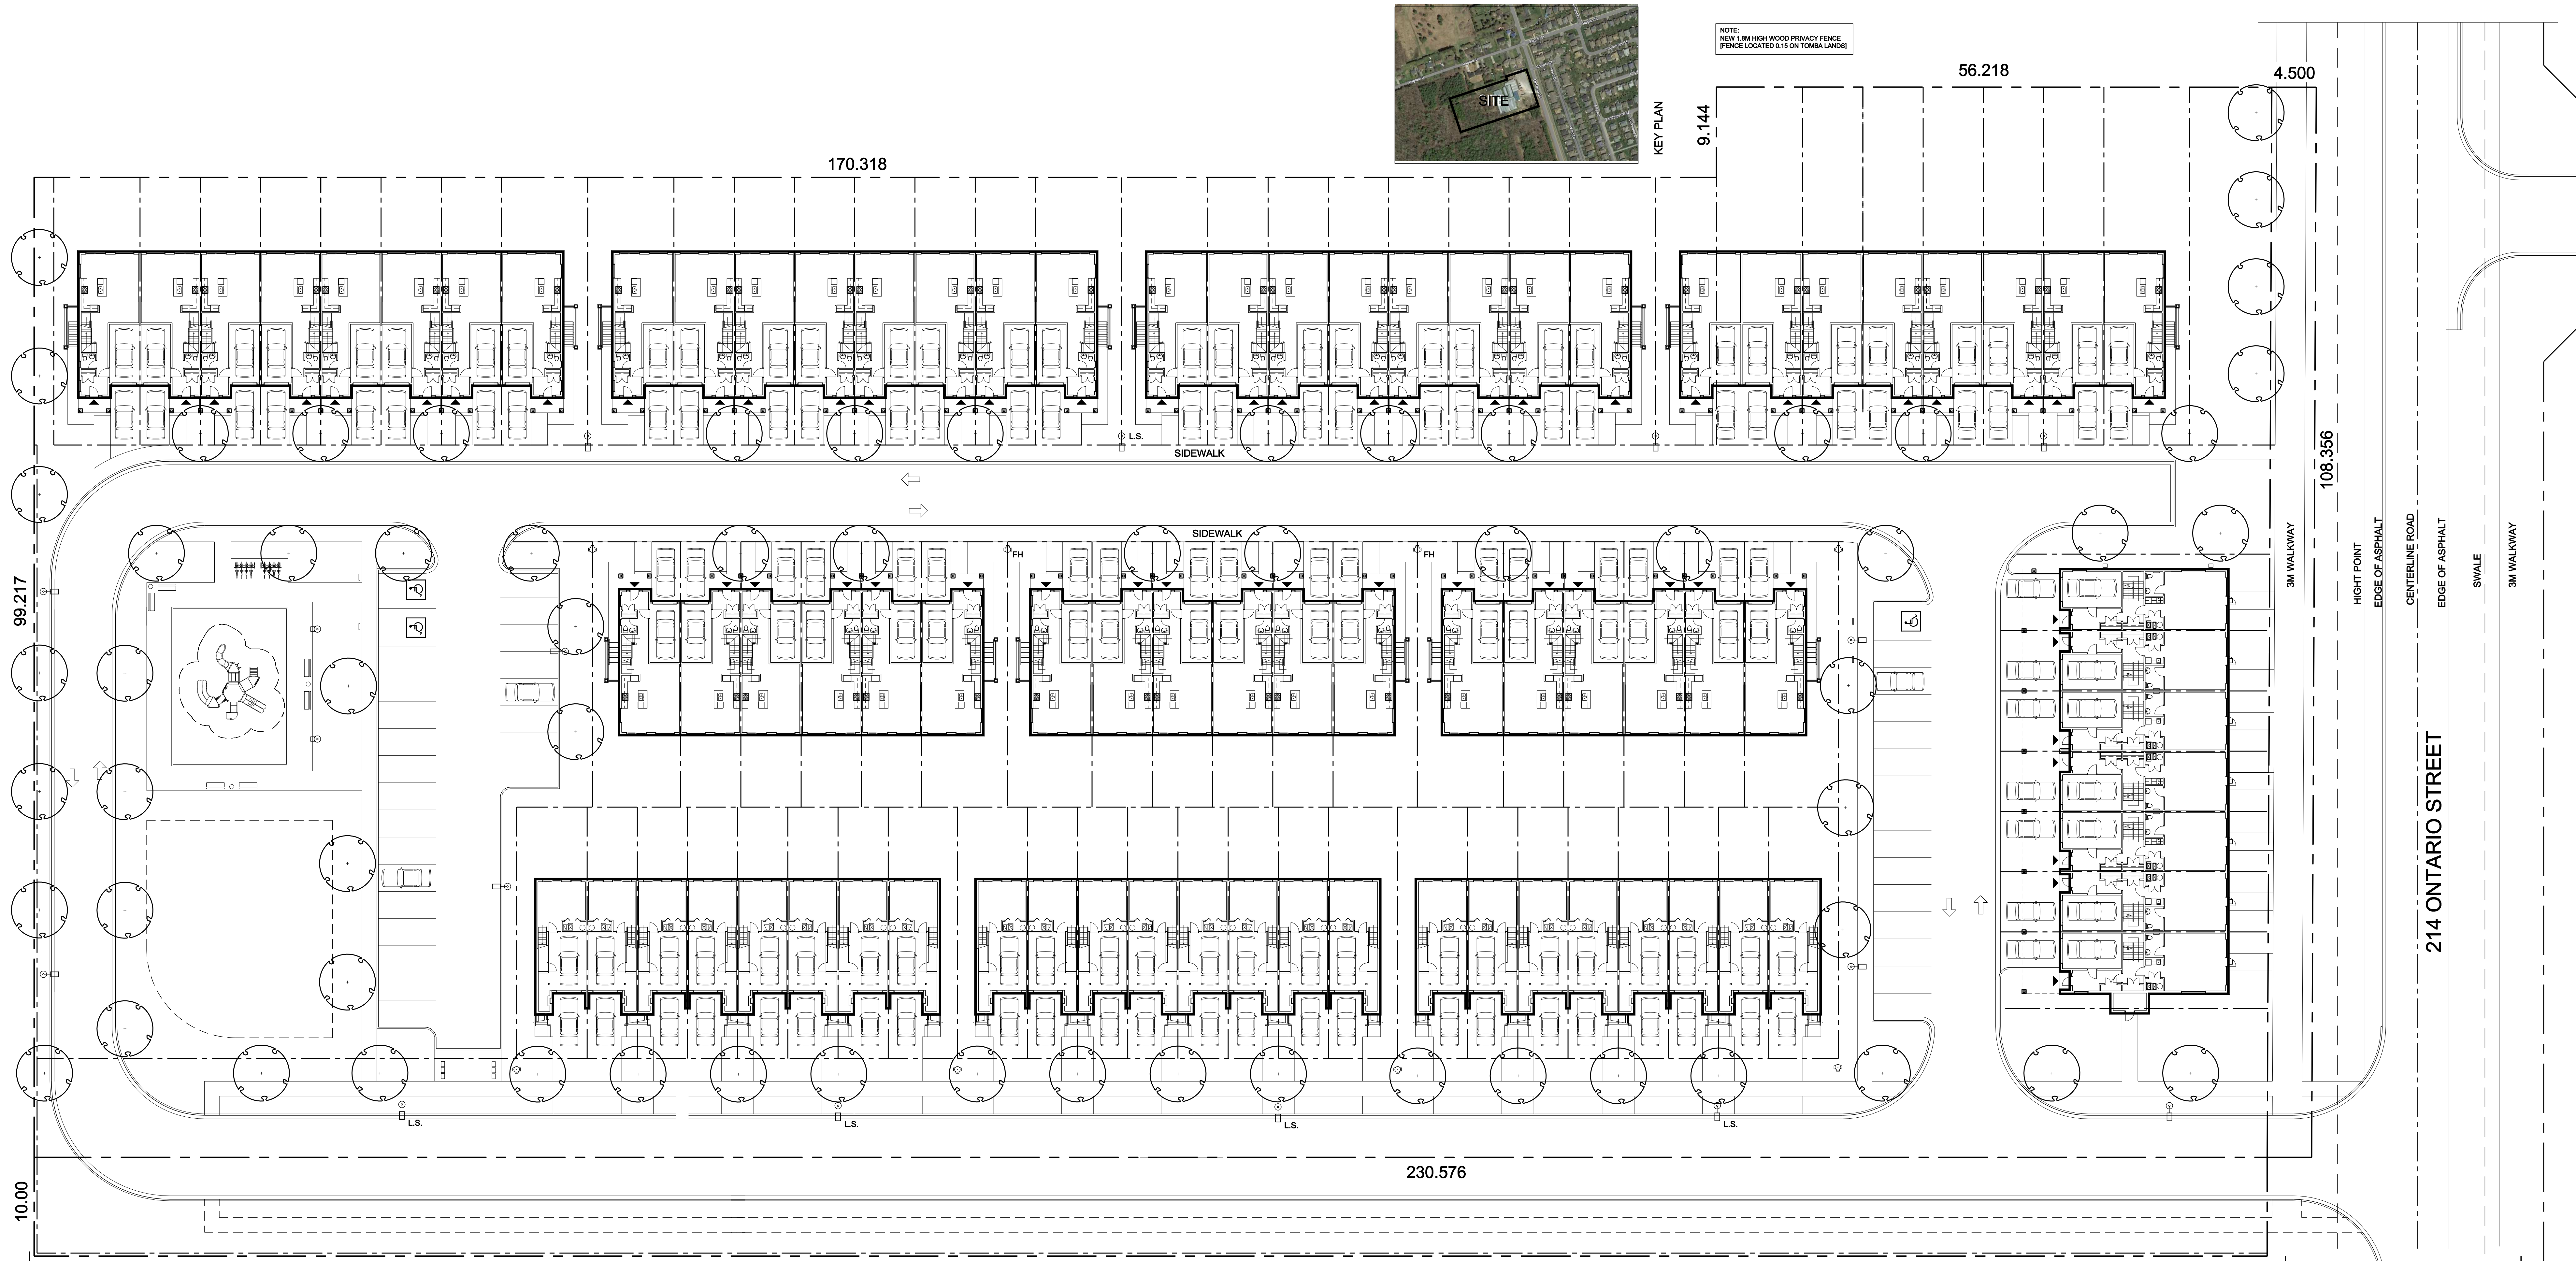 NOTE:
NEW 1.8M HIGH WOOD PRIVACY FENCE
[FENCE LOCATED 0.15 ON TOMBA LANDS]
SITE
KEY PLAN
56.218
4.500
9.144
170.318
L.S.
SIDEWALK
108.356
SIDEWALK
FH
FH
99.217
3M WALKWAY
HIGHT POINT
EDGE OF ASPHALT
CENTERLINE ROAD
EDGE OF ASPHALT
SWALE
3M WALKWAY
214 ONTARIO STREET
L.S.
L.S.
L.S.
L.S.
230.576
10.00